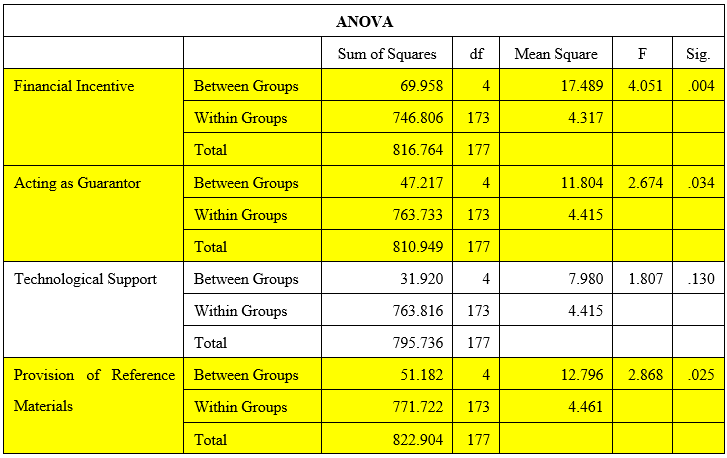 ANOVA
Sum of Squares df Mean Square F Sig.
Financial Incentive Between Groups 69.958 4 17.489 4.051 .004
Within Groups 746.806 173 4.317
Total 816.764 177
Acting as Guarantor Between Groups 47.217 4 11.804 2.674 .034
Within Groups 763.733 173 4.415
Total 810.949 177
Technological Support Between Groups 31.920 4 7.980 1.807 .130
Within Groups 763.816 173 4.415
Total 795.736 177
Provision of Reference Between Groups 51.182 4 12.796 2.868 .025
Materials Within Groups 771.722 173 4.461
Total 822.904 177